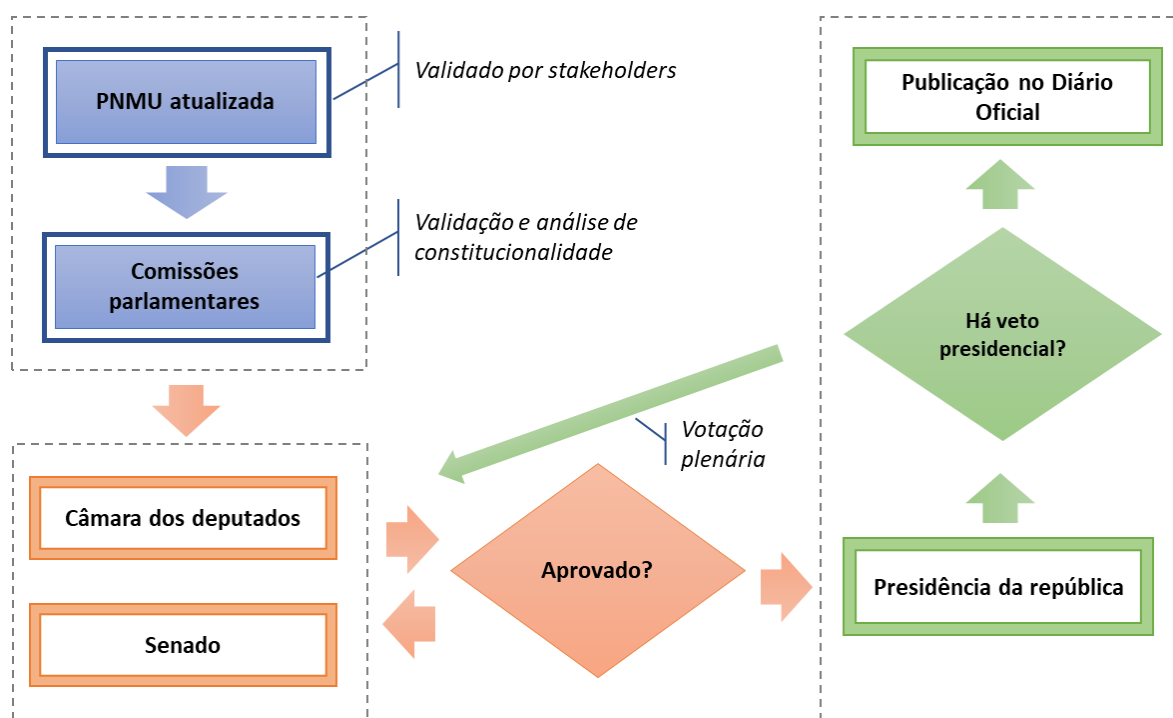 PNMU atualizada
Validado por stakeholders
Comissões
parlamentares
Validação e análise de
constitucionalidade
Câmara dos deputados
Senado
Aprovado?
Votação
plenária
Publicação no Diário
Oficial
Há veto
presidencial?
Presidência da república